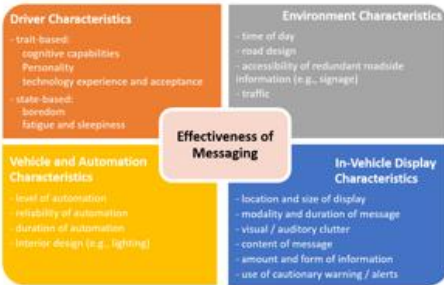 Driver Characteristics
- trait-based:
cognitive capabilities
Personality
technology experience and acceptance
- state-based:
boredom
fatigue and sleepiness
Environment Characteristics
- time of day
- road design
- accessibility of redundant roadside
information (e.g., signage)
- traffic
Effectiveness of
Messaging
Vehicle and Automation
Characteristics
- level of automation
- reliability of automation
- duration of automation
- interior design (e.g., lighting)
In-Vehicle Display
Characteristics
- location and size of display
- modality and duration of message
- visual / auditory clutter
- content of message
- amount and form of information
- use of cautionary warning / alerts